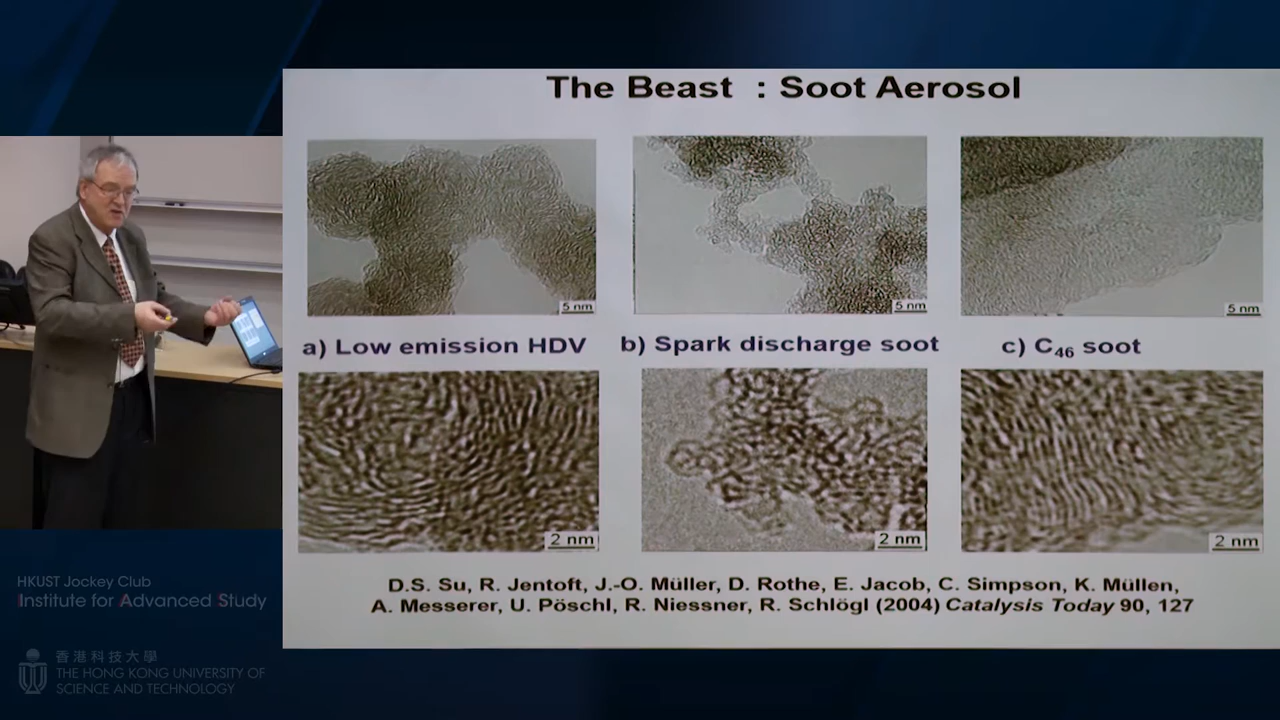 The Beast : Soot Aerosol
5 nm
5 nm
5 nm
a) Low emission HDV
b) Spark discharge soot
c) C₄₆ soot
2 nm
2 nm
2 nm
D.S. Su, R. Jentoft, J.-O. Müller, D. Rothe, E. Jacob, C. Simpson, K. Müllen,
A. Messerer, U. Pöschl, R. Niessner, R. Schlögl (2004) Catalysis Today 90, 127
HKUST Jockey Club
Institute for Advanced Study
香港科技大學
THE HONG KONG UNIVERSITY OF
SCIENCE AND TECHNOLOGY